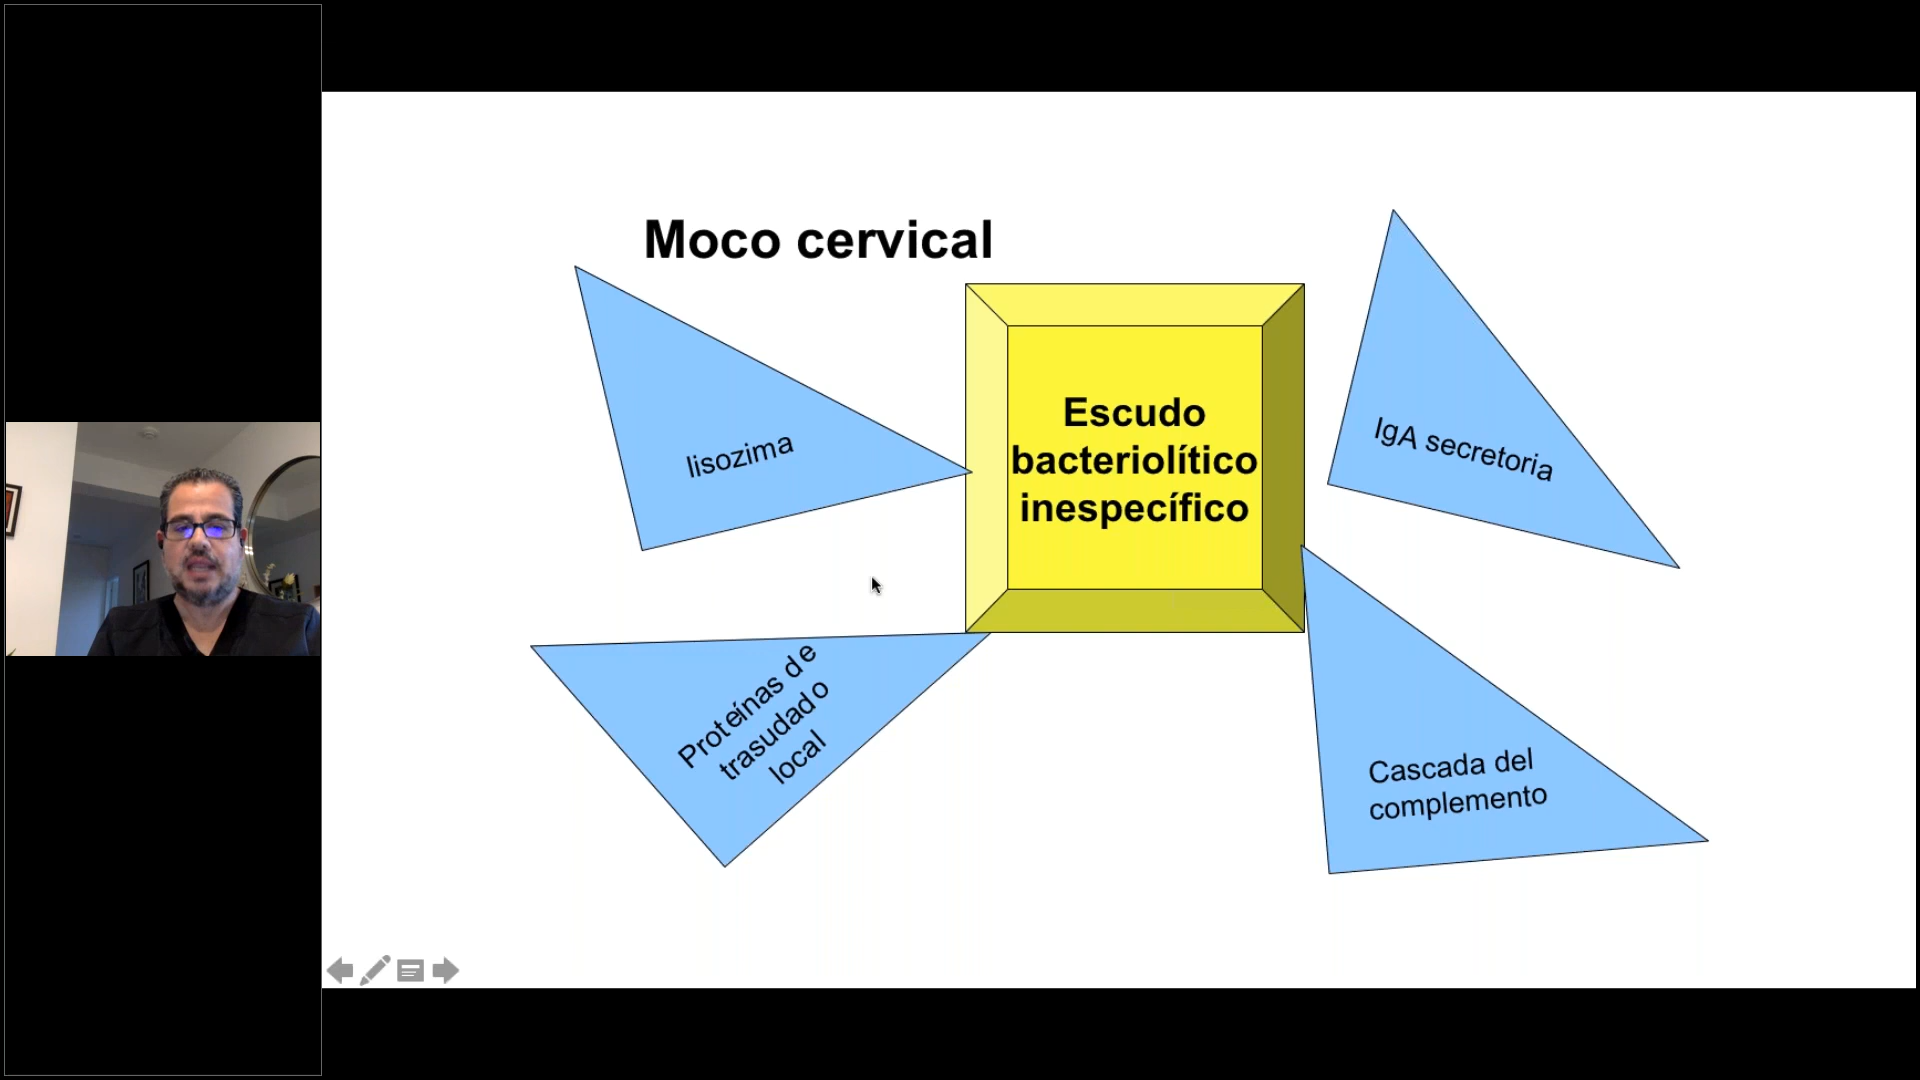 Moco cervical
lisozima
Escudo
bacteriolítico
inespecífico
IgA secretoria
Proteínas de
trasudado
local
Cascada del
complemento